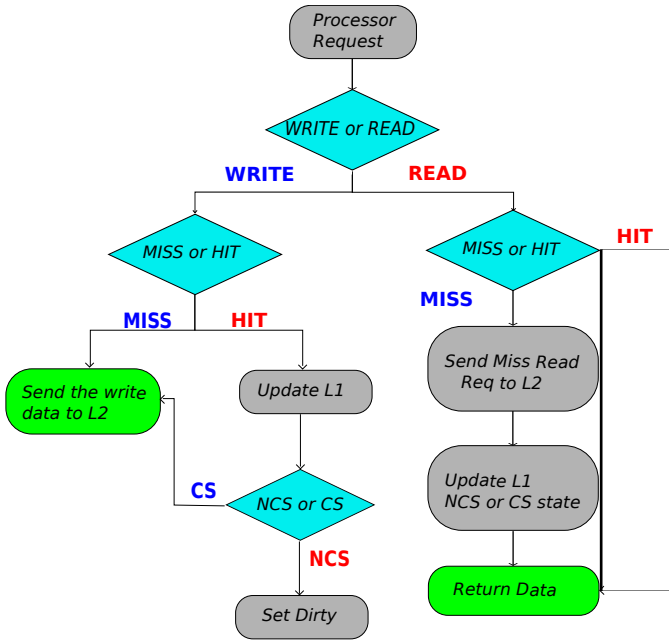 Processor
Request
WRITE or READ
WRITE
READ
MISS or HIT
MISS or HIT
HIT
MISS
HIT
MISS
Send the write
data to L2
Update L1
Send Miss Read
Req to L2
CS
NCS or CS
Update L1
NCS or CS state
NCS
Set Dirty
Return Data